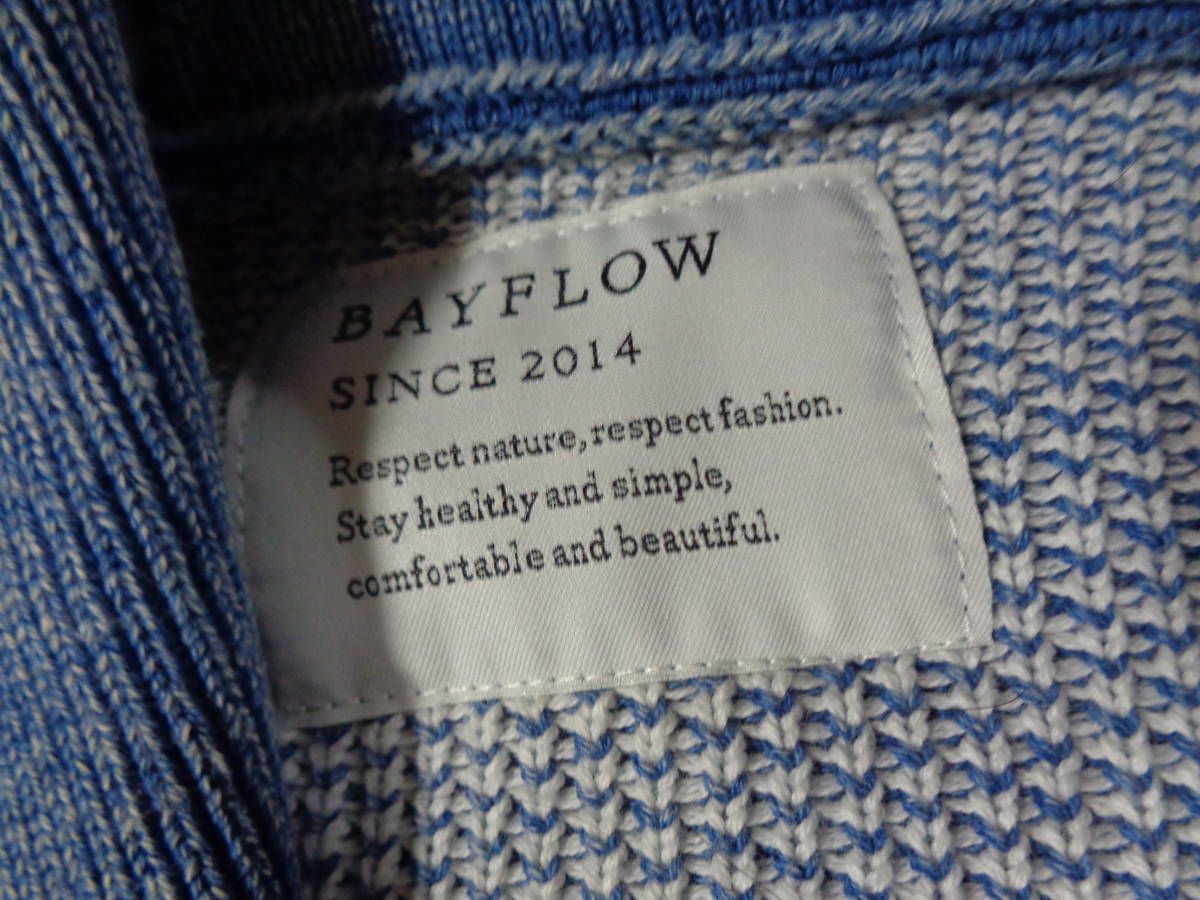 BAYFLOW
SINCE 2014
Respect nature, respect fashion.
Stay healthy and simple,
comfortable and beautiful.